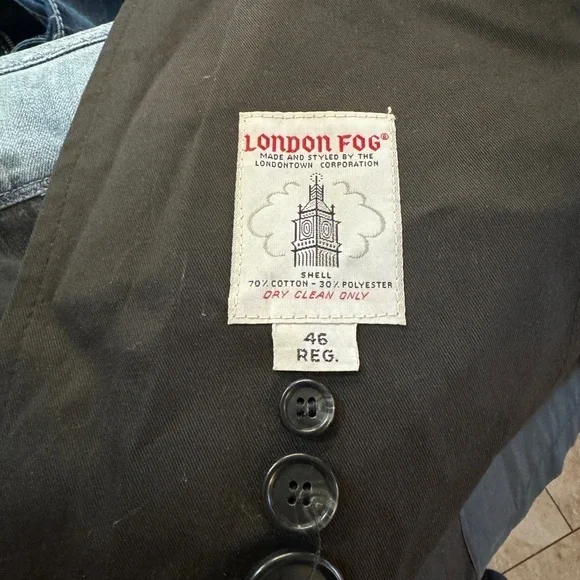 LONDON FOG®
MADE AND STYLED BY THE
LONDONTOWN CORPORATION
SHELL
70% COTTON - 30% POLYESTER
DRY CLEAN ONLY
46
REG.